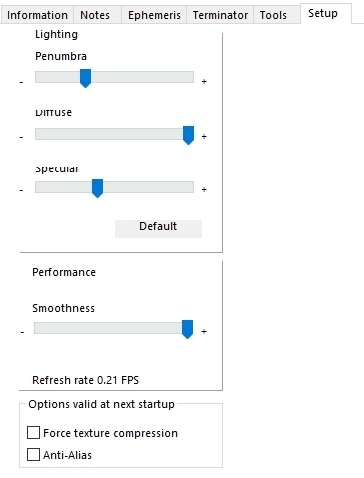 Information Notes Ephemeris Terminator Tools Setup
Lighting
Penumbra
- +
Diffuse
- +
Specular
- +
Default
Performance
Smoothness
- +
Refresh rate 0.21 FPS
Options valid at next startup
Force texture compression
Anti-Alias